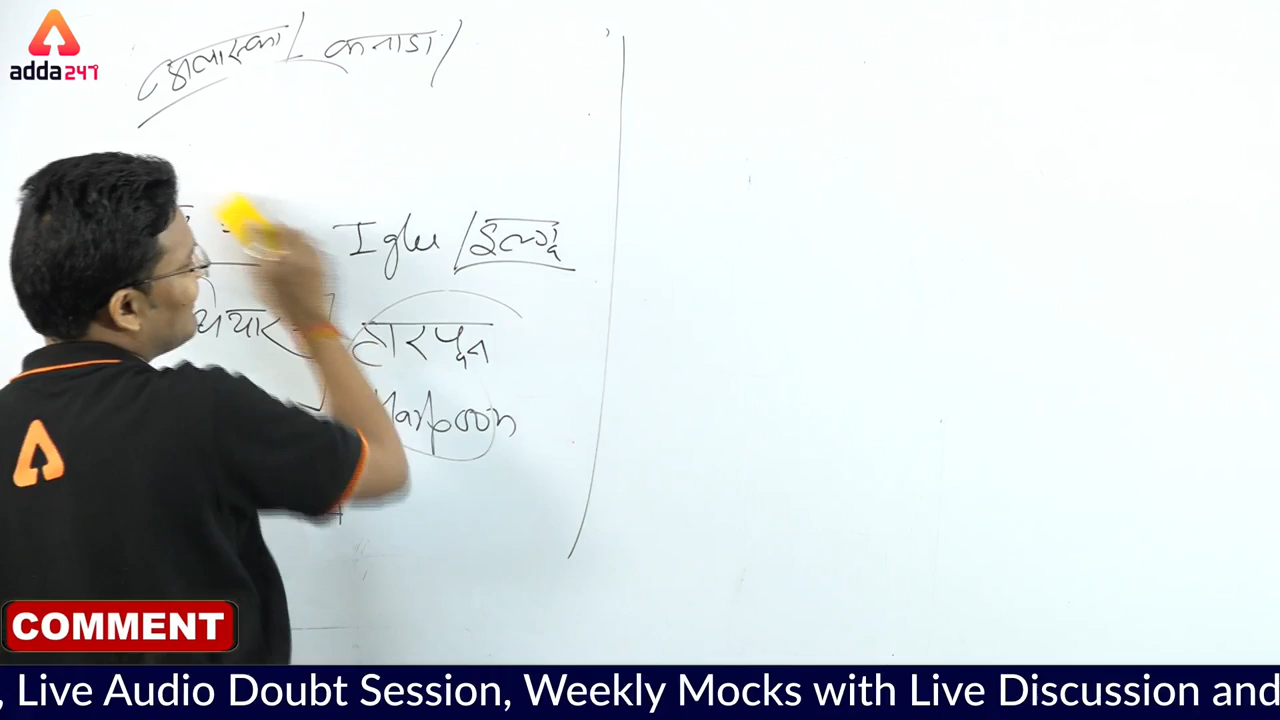 adda247
अलास्का / कनाडा /
Iglu / इग्लू
हारपून
Harpoon
COMMENT
, Live Audio Doubt Session, Weekly Mocks with Live Discussion and